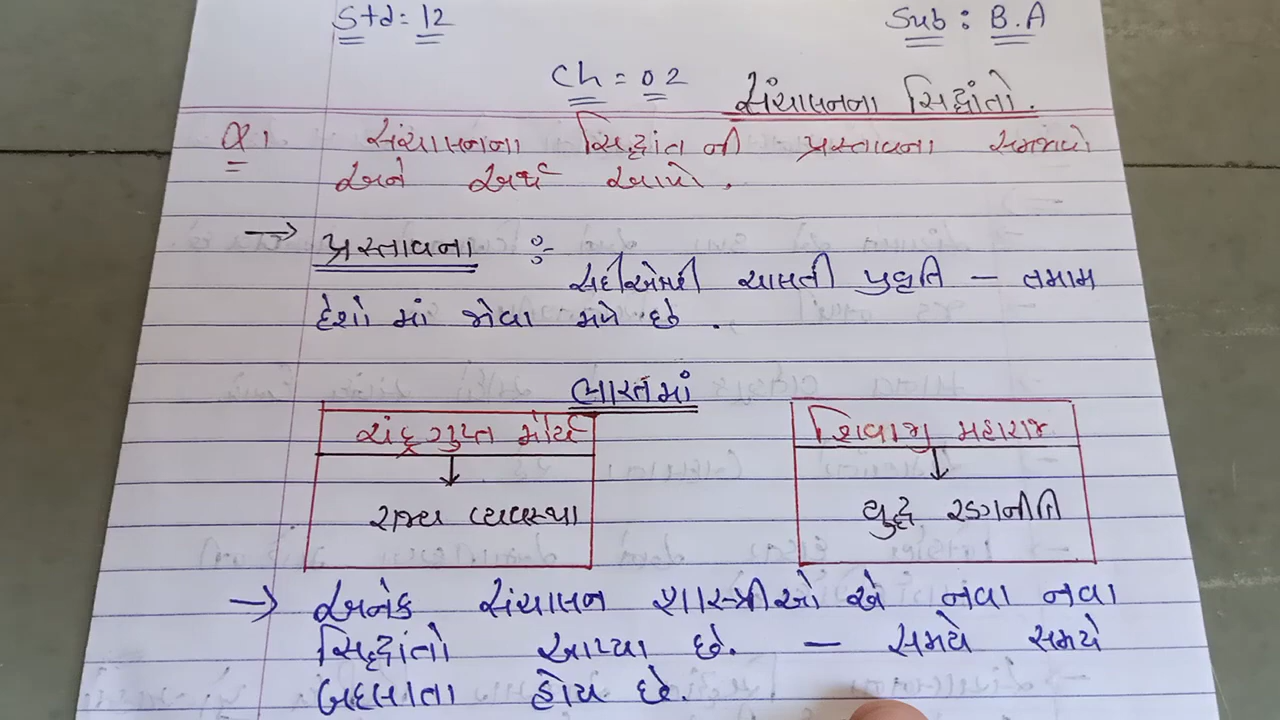 Std : 12 Sub : B.A
Ch = 02 સંચાલનના સિદ્ધાંતો.
Q1 સંચાલનના સિદ્ધાંત ની પ્રસ્તાવના સમજાવો
અને અર્થ આપો.
→ પ્રસ્તાવના :-
સદીઓથી ચાલતી પ્રવૃતિ – તમામ
દેશો માં જોવા મળે છે.
ભારતમાં
ચંદ્રગુપ્ત મૌર્ય શિવાજી મહારાજ
↓ ↓
રાજ્ય વ્યવસ્થા યુદ્ધ રણનીતિ
→ અનેક સંચાલન શાસ્ત્રીઓ એ નવા નવા
સિદ્ધાંતો આપ્યા છે. – સમયે સમયે
બદલાતા હોય છે.